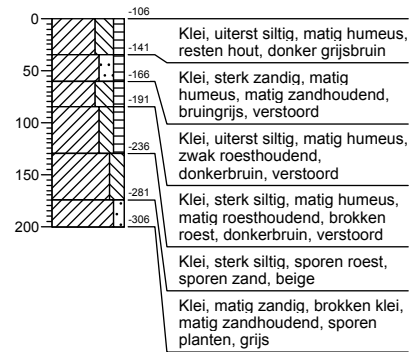 0
50
100
150
200
-106
-141
-166
-191
-236
-281
-306
Klei, uiterst siltig, matig humeus,
resten hout, donker grijsbruin
Klei, sterk zandig, matig
humeus, matig zandhoudend,
bruingrijs, verstoord
Klei, uiterst siltig, matig humeus,
zwak roesthoudend,
donkerbruin, verstoord
Klei, sterk siltig, matig humeus,
matig roesthoudend, brokken
roest, donkerbruin, verstoord
Klei, sterk siltig, sporen roest,
sporen zand, beige
Klei, matig zandig, brokken klei,
matig zandhoudend, sporen
planten, grijs